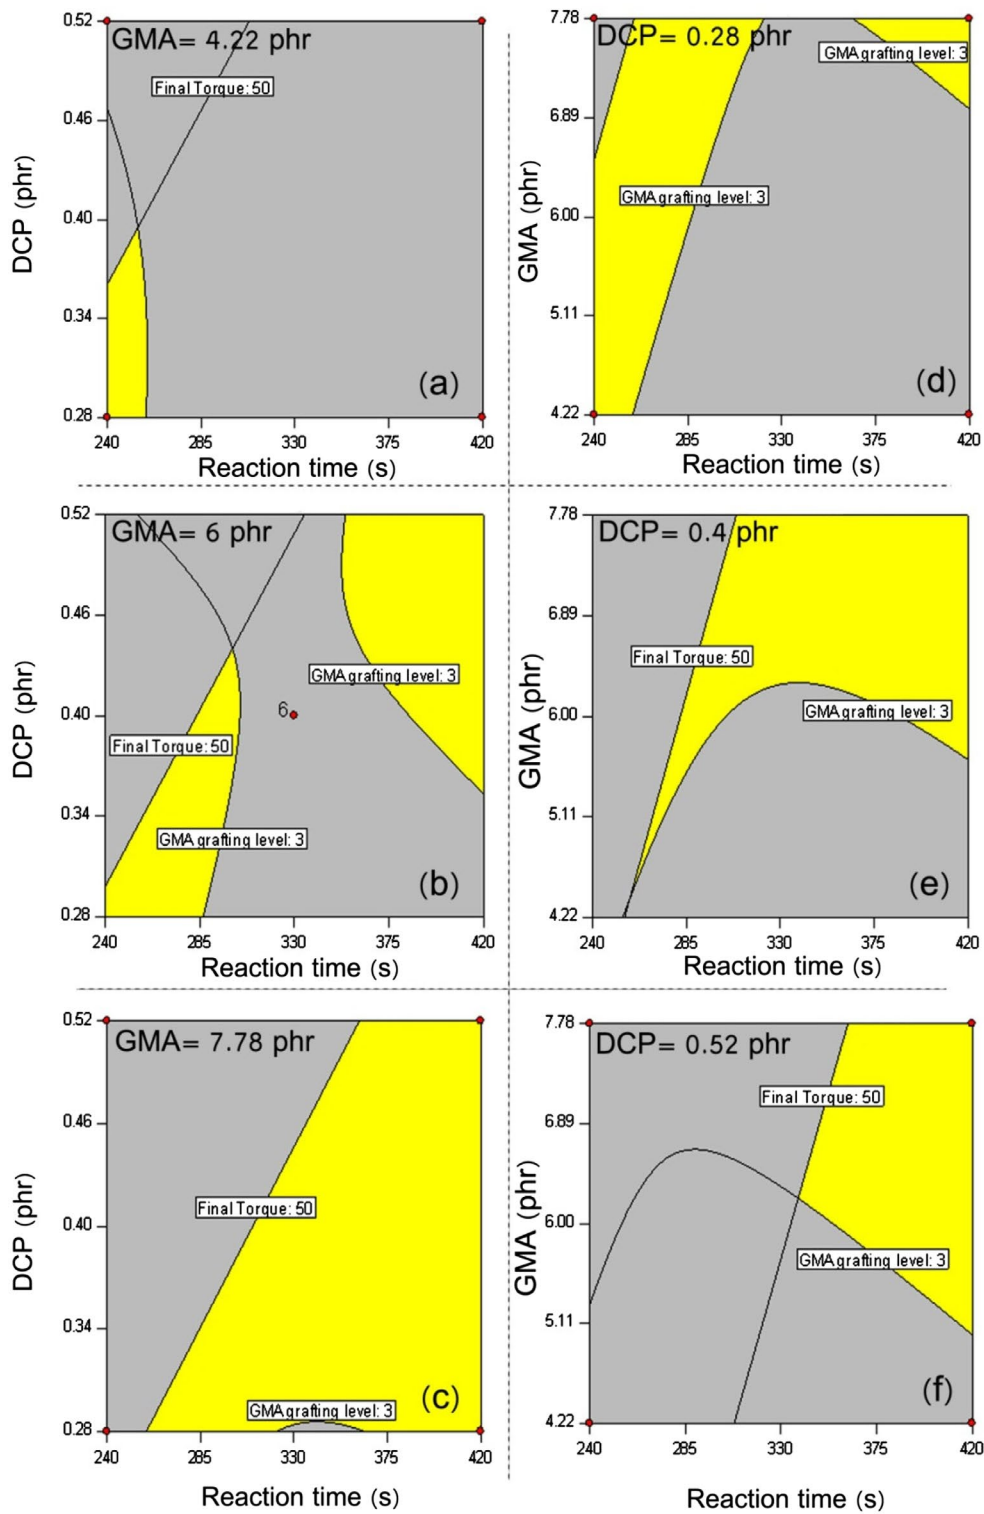 GMA= 4.22 phr
Final Torque: 50
0.52
0.46
0.40
0.34
0.28
DCP (phr)
(a)
240
285
330
375
420
Reaction time (s)
DCP= 0.28 phr
GMA grafting level: 3
GMA grafting level: 3
7.78
6.89
6.00
5.11
4.22
GMA (phr)
(d)
240
285
330
375
420
Reaction time (s)
GMA= 6 phr
GMA grafting level: 3
6
Final Torque: 50
GMA grafting level: 3
0.52
0.46
0.40
0.34
0.28
DCP (phr)
(b)
240
285
330
375
420
Reaction time (s)
DCP= 0.4 phr
Final Torque: 50
GMA grafting level: 3
7.78
6.89
6.00
5.11
4.22
GMA (phr)
(e)
240
285
330
375
420
Reaction time (s)
GMA= 7.78 phr
Final Torque: 50
GMA grafting level: 3
0.52
0.46
0.40
0.34
0.28
DCP (phr)
(c)
240
285
330
375
420
Reaction time (s)
DCP= 0.52 phr
Final Torque: 50
GMA grafting level: 3
7.78
6.89
6.00
5.11
4.22
GMA (phr)
(f)
240
285
330
375
420
Reaction time (s)